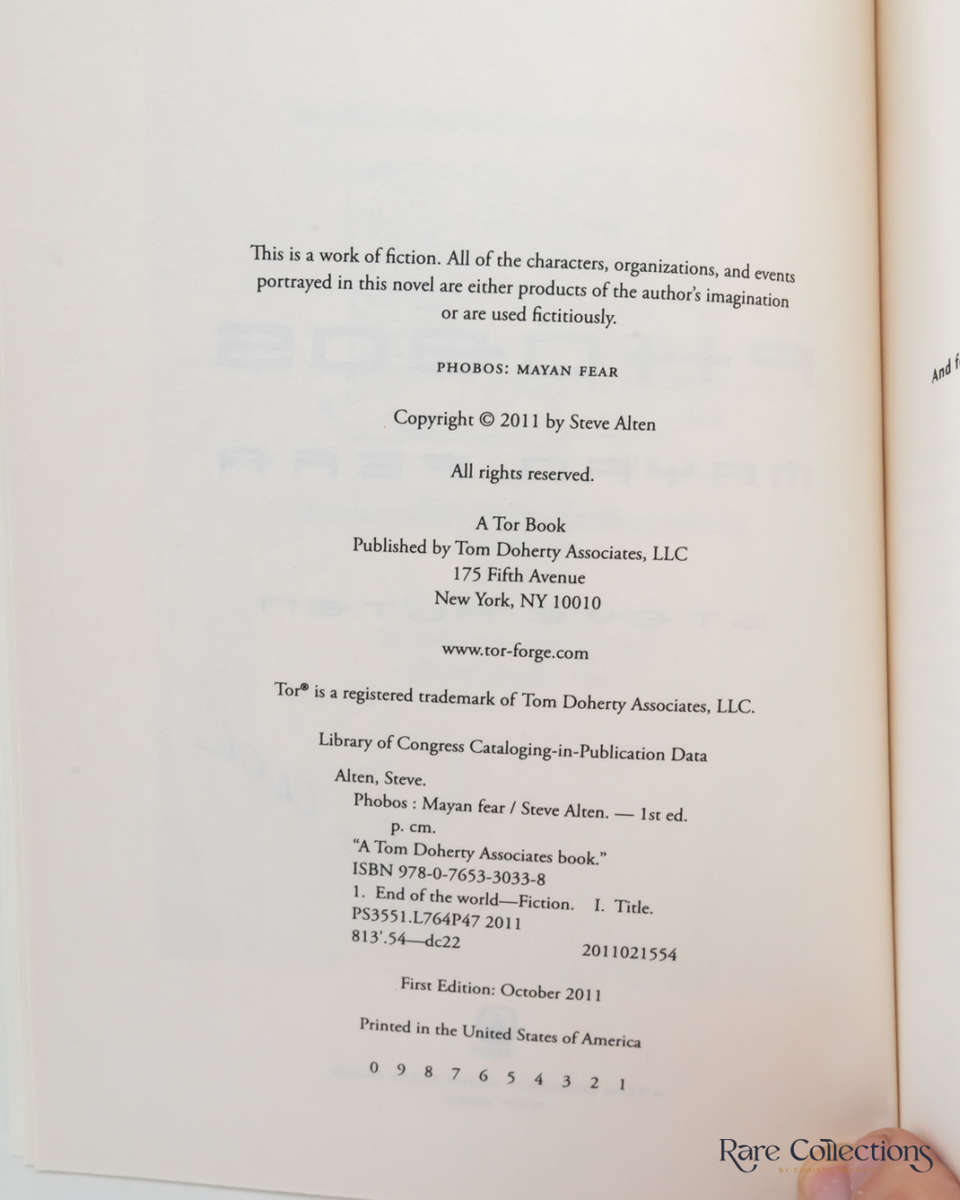 This is a work of fiction. All of the characters, organizations, and events
portrayed in this novel are either products of the author's imagination
or are used fictitiously.
PHOBOS: MAYAN FEAR
Copyright © 2011 by Steve Alten
All rights reserved.
A Tor Book
Published by Tom Doherty Associates, LLC
175 Fifth Avenue
New York, NY 10010
www.tor-forge.com
Tor® is a registered trademark of Tom Doherty Associates, LLC.
Library of Congress Cataloging-in-Publication Data
Alten, Steve.
Phobos : Mayan fear / Steve Alten. — 1st ed.
p. cm.
“A Tom Doherty Associates book.”
ISBN 978-0-7653-3033-8
1. End of the world—Fiction. I. Title.
PS3551.L764P47 2011
813'.54—dc22 2011021554
First Edition: October 2011
Printed in the United States of America
0 9 8 7 6 5 4 3 2 1
And
Rare Collections